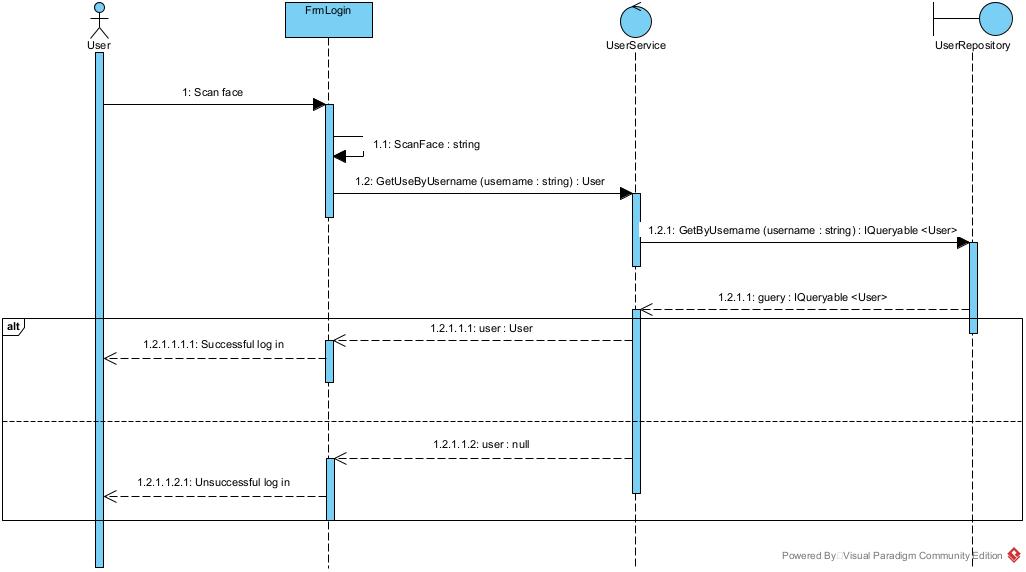 FrmLogin
User
UserService
UserRepository
1: Scan face
1.1: ScanFace : string
1.2: GetUseByUsername (username : string) : User
1.2.1: GetByUsername (username : string) : IQueryable <User>
1.2.1.1: guery : IQueryable <User>
alt
1.2.1.1.1: user : User
1.2.1.1.1.1: Successful log in
1.2.1.1.2: user : null
1.2.1.1.2.1: Unsuccessful log in
Powered By Visual Paradigm Community Edition